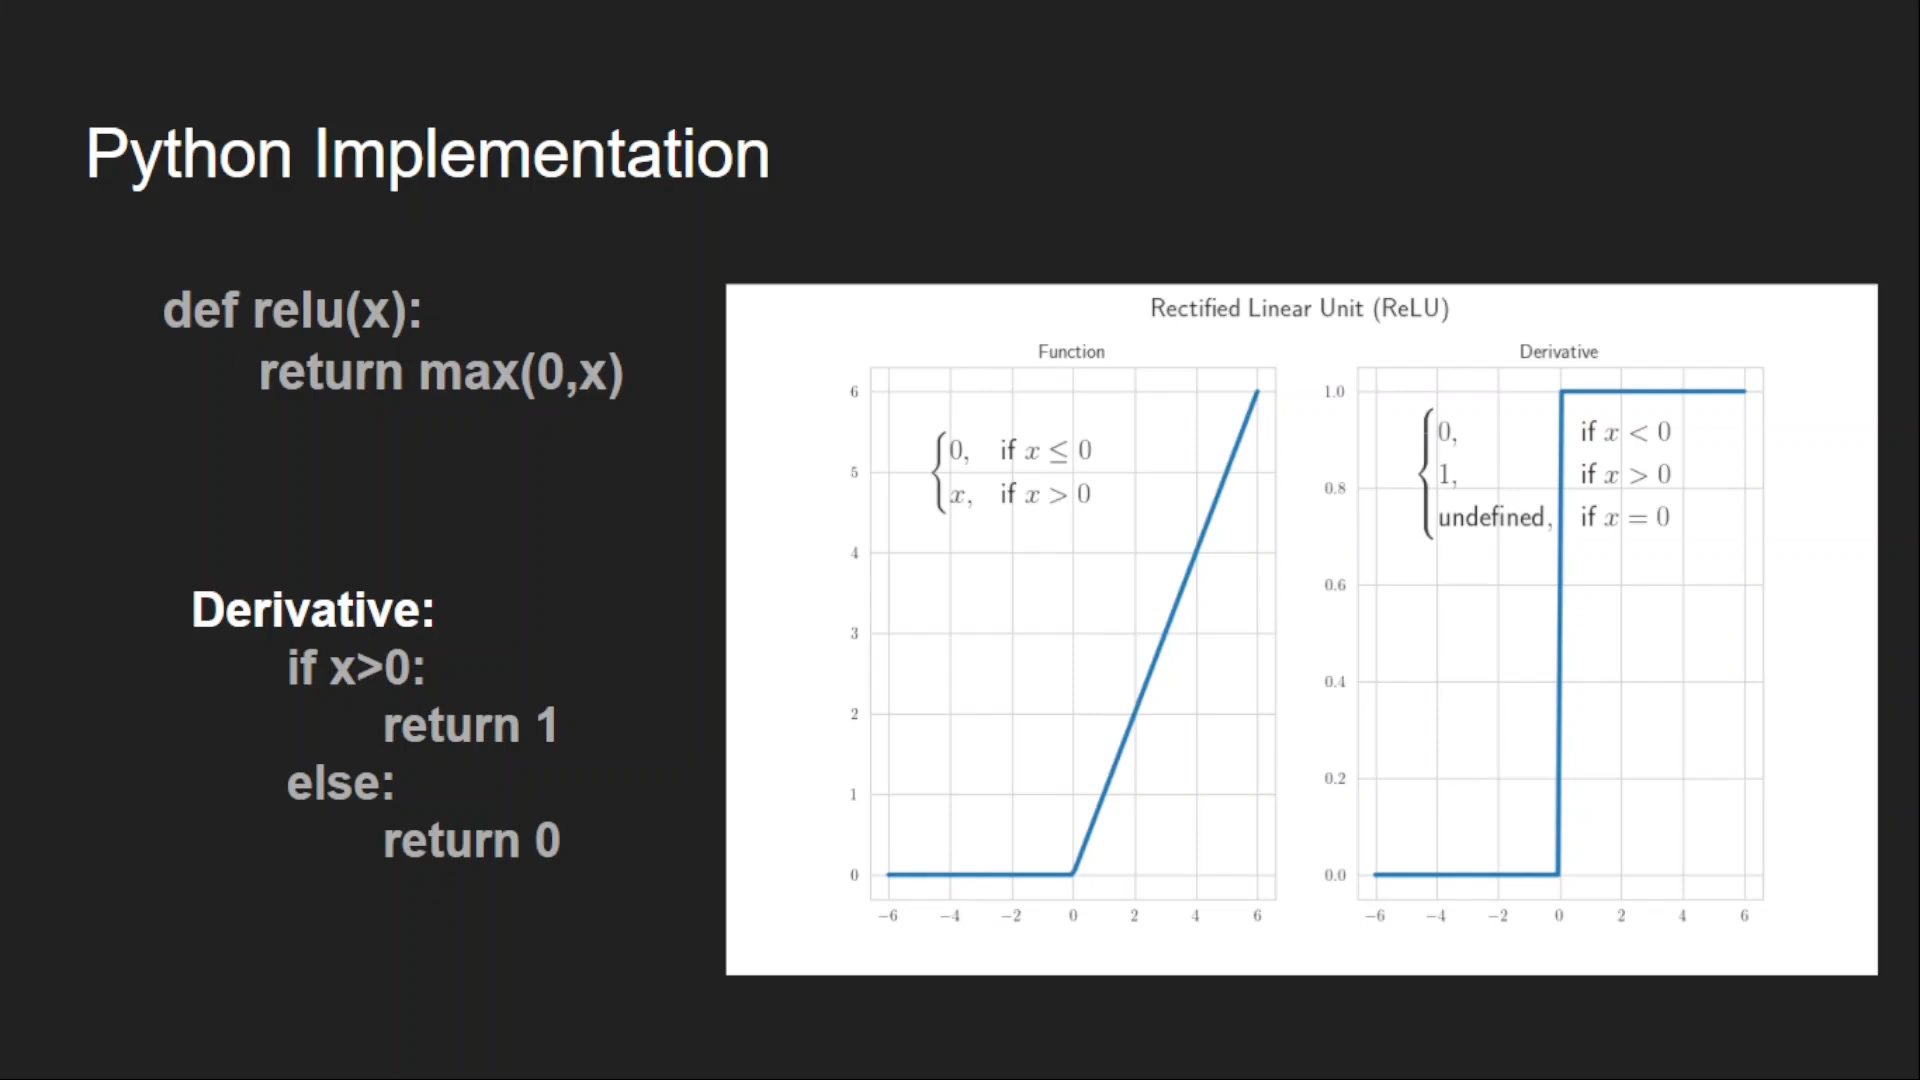 Python Implementation
def relu(x):
return max(0,x)
Derivative:
if x>0:
return 1
else:
return 0
Rectified Linear Unit (ReLU)
Function
6
5
4
3
2
1
0
0, if x ≤ 0
x, if x > 0
−6 −4 −2 0 2 4 6
Derivative
1.0
0.8
0.6
0.4
0.2
0.0
0, if x < 0
1, if x > 0
undefined, if x = 0
−6 −4 −2 0 2 4 6